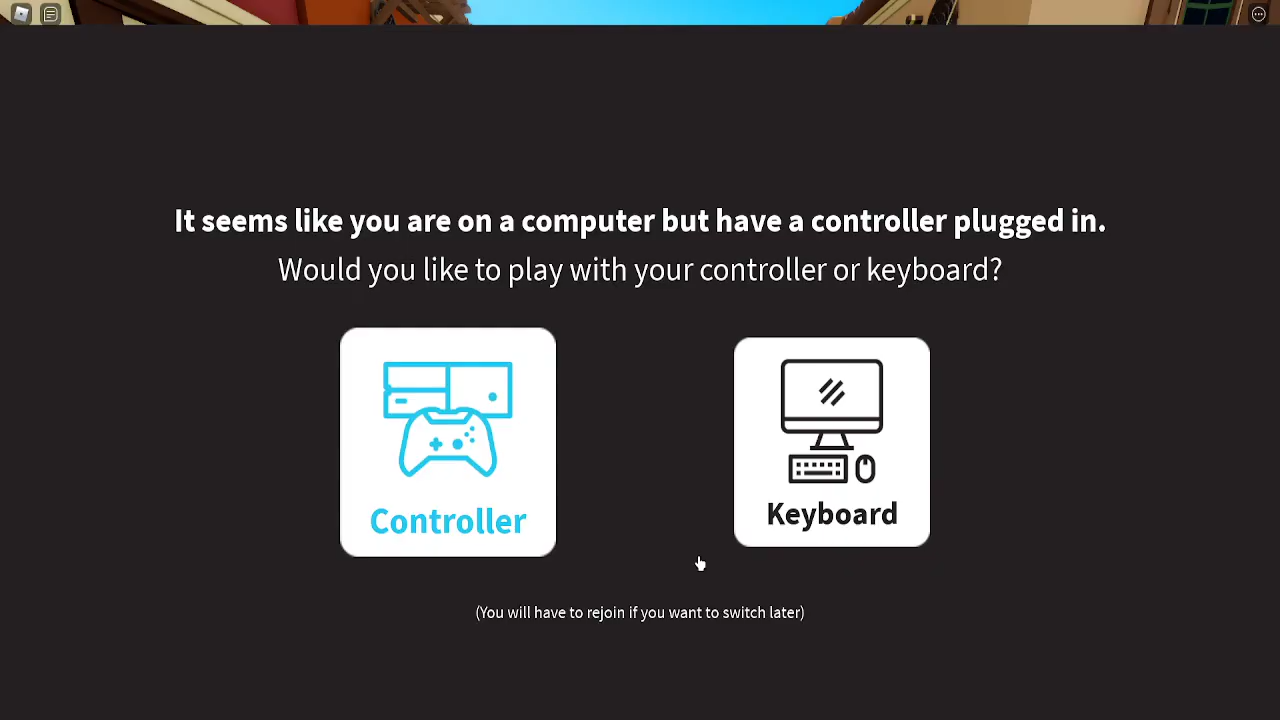 It seems like you are on a computer but have a controller plugged in.
Would you like to play with your controller or keyboard?
Controller
Keyboard
(You will have to rejoin if you want to switch later)